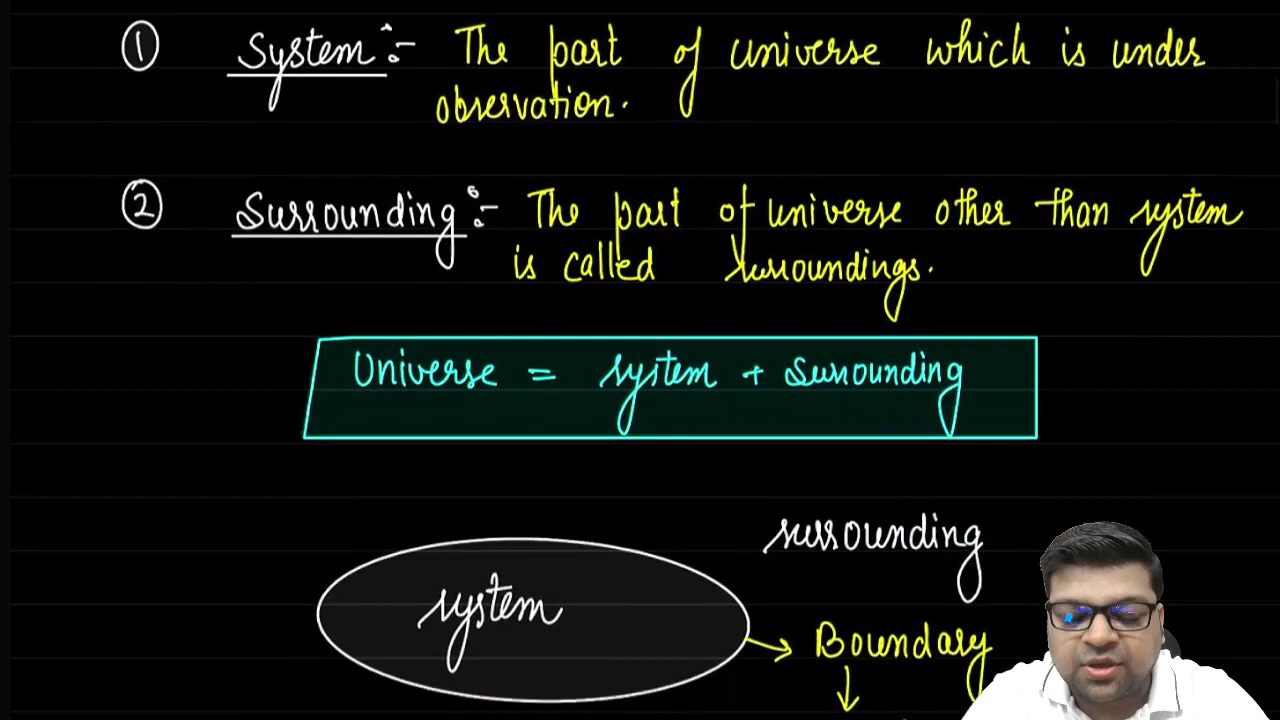 ① System :- The part of universe which is under
observation.
② Surrounding :- The part of universe other than system
is called surroundings.
Universe = system + Surrounding
surrounding
system
Boundary